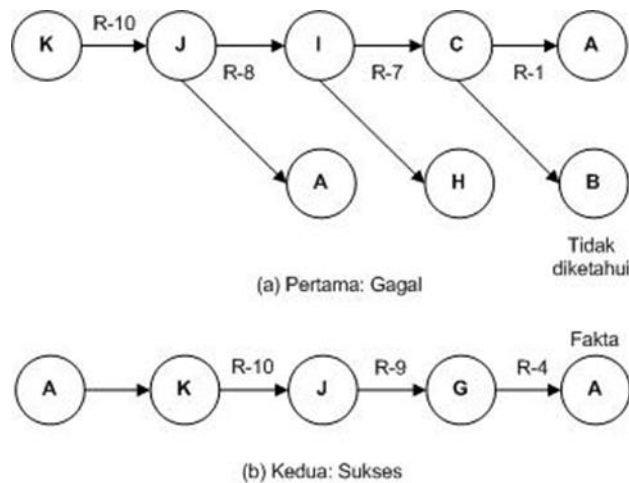 R-10
K J I C A
R-8 R-7 R-1
A H B
Tidak
diketahui
(a) Pertama: Gagal
Fakta
R-10 R-9 R-4
A K J G A
(b) Kedua: Sukses